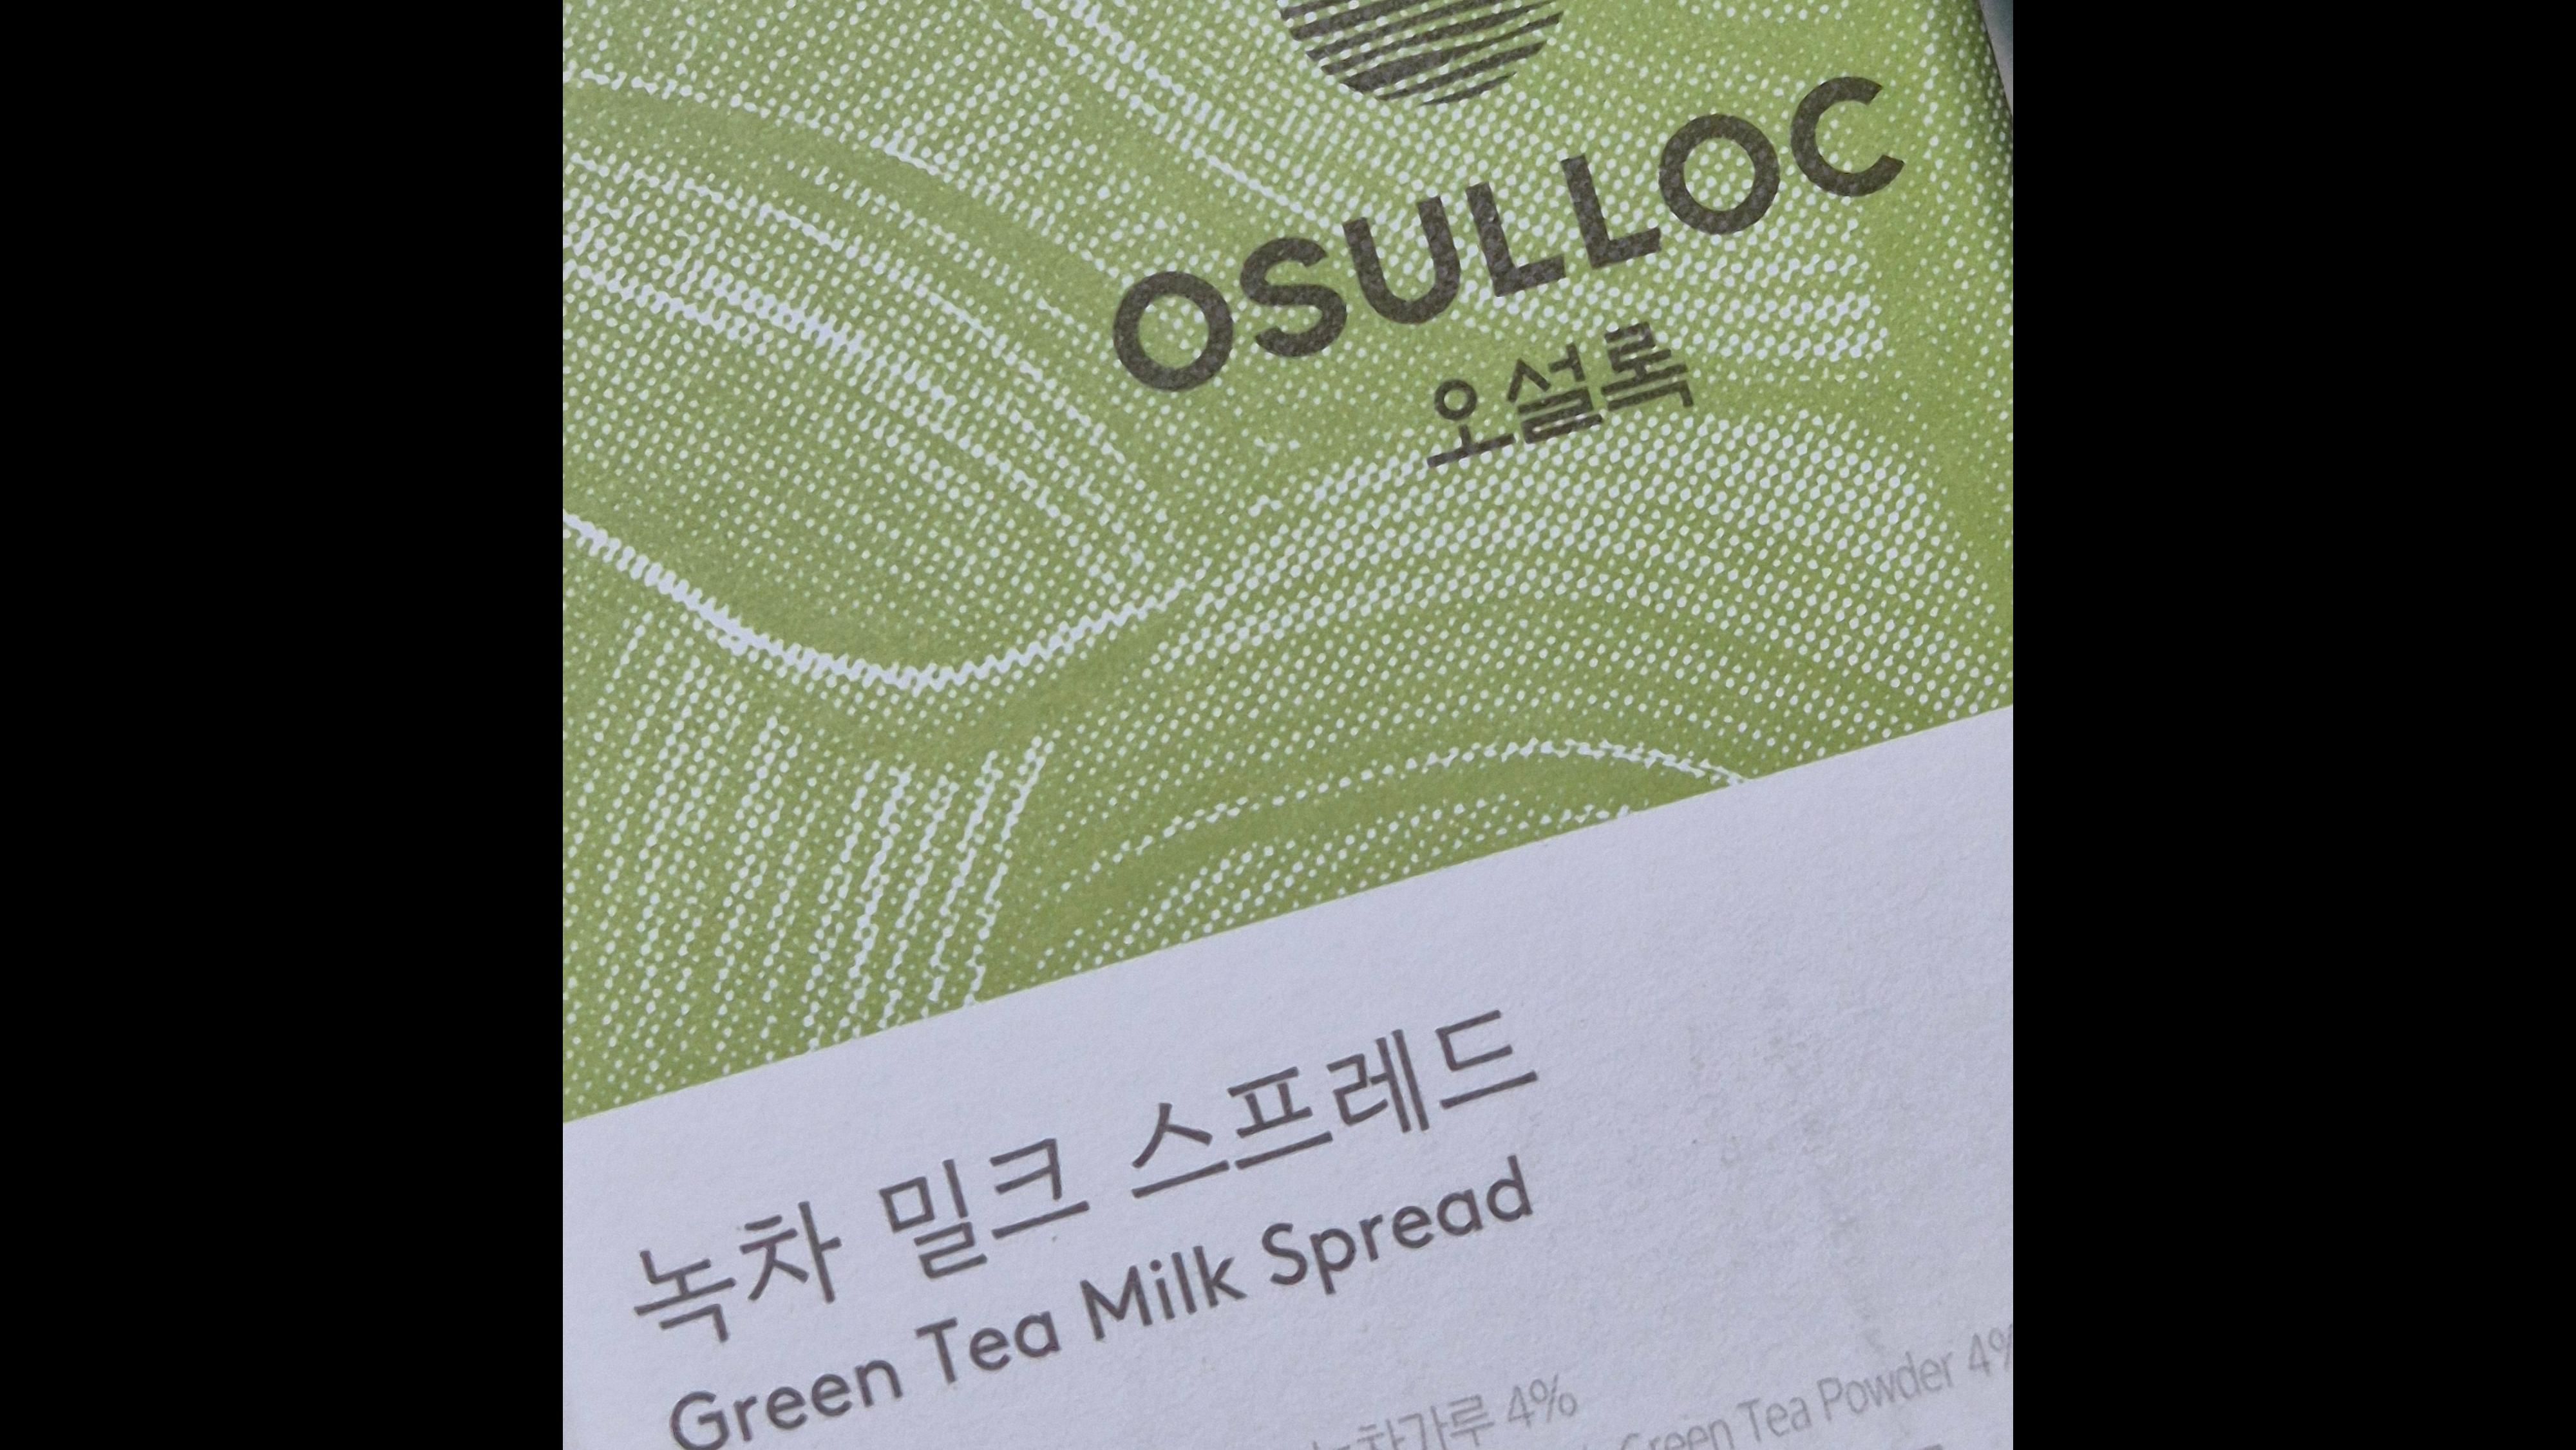 OSULLOC
오설록
녹차 밀크 스프레드
Green Tea Milk Spread
녹차가루 4%
Green Tea Powder 4%